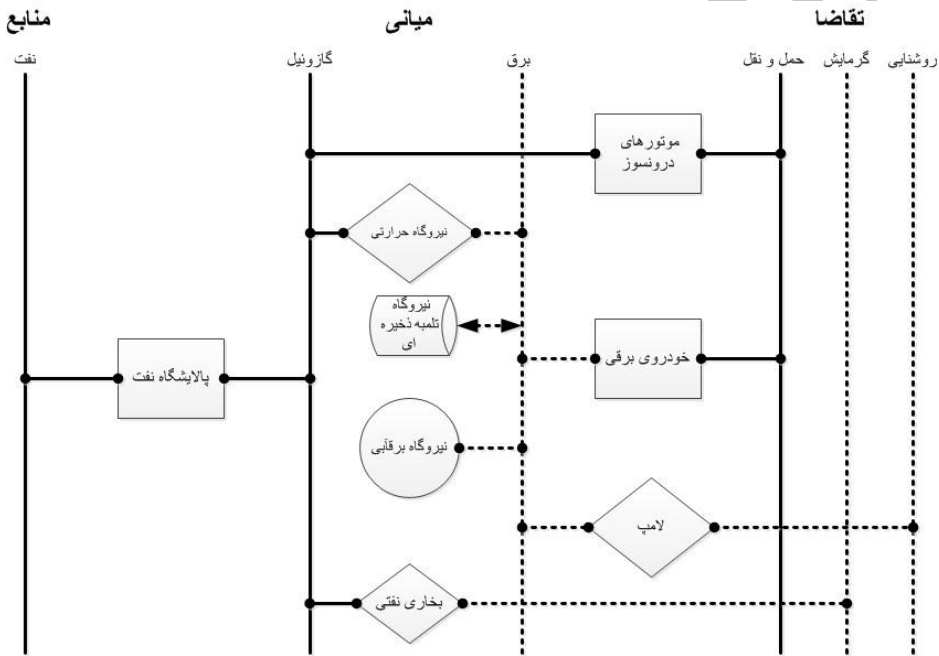 تقاضا
میانی
منابع
روشنایی
گرمایش
حمل و نقل
برق
گازوئیل
نفت
موتورهای
درونسوز
نیروگاه حرارتی
نیروگاه
تلمبه ذخیره
ای
خودروی برقی
پالایشگاه نفت
نیروگاه برقآبی
لامپ
بخاری نفتی